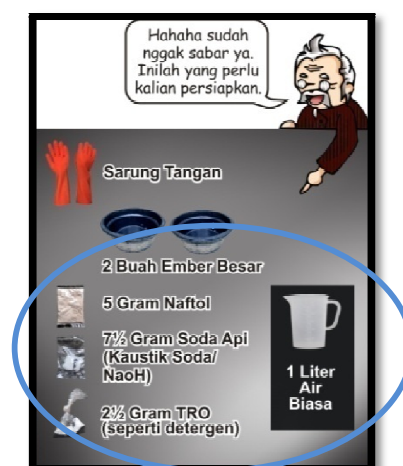 Hahaha sudah
nggak sabar ya.
Inilah yang perlu
kalian persiapkan.
Sarung Tangan
2 Buah Ember Besar
5 Gram Naftol
7½ Gram Soda Api
(Kaustik Soda/
NaOH)
2½ Gram TRO
(seperti detergen)
1 Liter
Air
Biasa